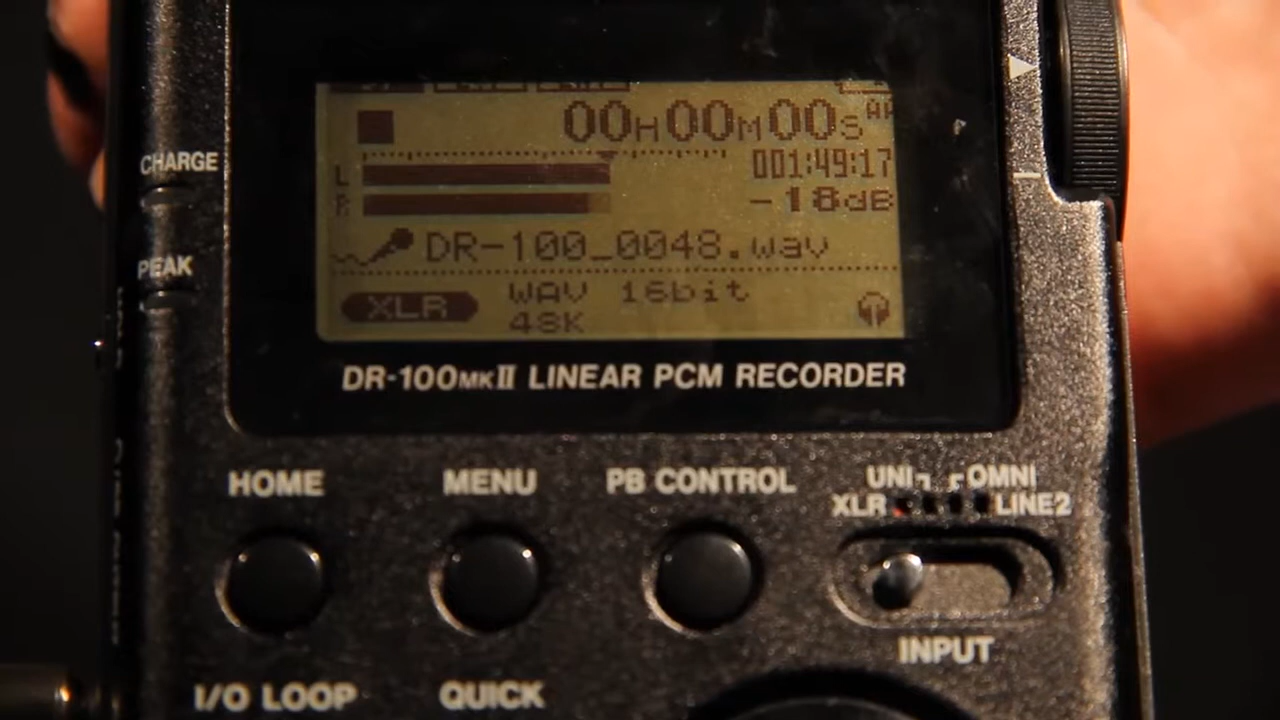 00H00M00S
L
001:49:17
R
-18dB
DR-100_0048.wav
XLR
WAV 16bit
48K
DR-100MKII LINEAR PCM RECORDER
CHARGE
PEAK
HOME
MENU
PB CONTROL
UNI OMNI
XLR LINE2
INPUT
I/O LOOP
QUICK